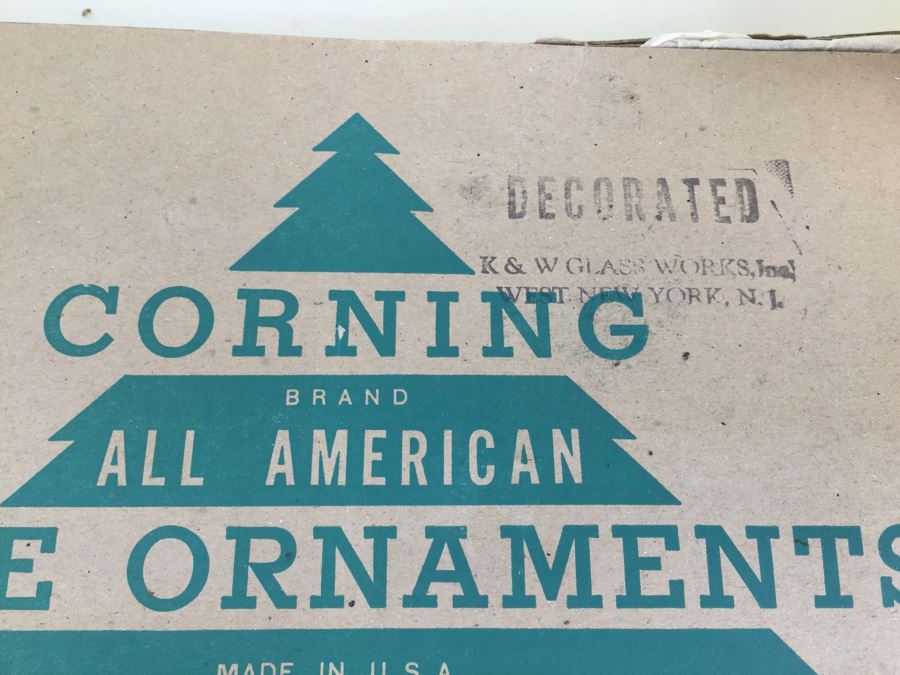 DECORATED
K & W GLASS WORKS, Inc.
WEST NEW YORK, N. J.
CORNING
BRAND
ALL AMERICAN
E ORNAMENTS
MADE IN U.S.A.